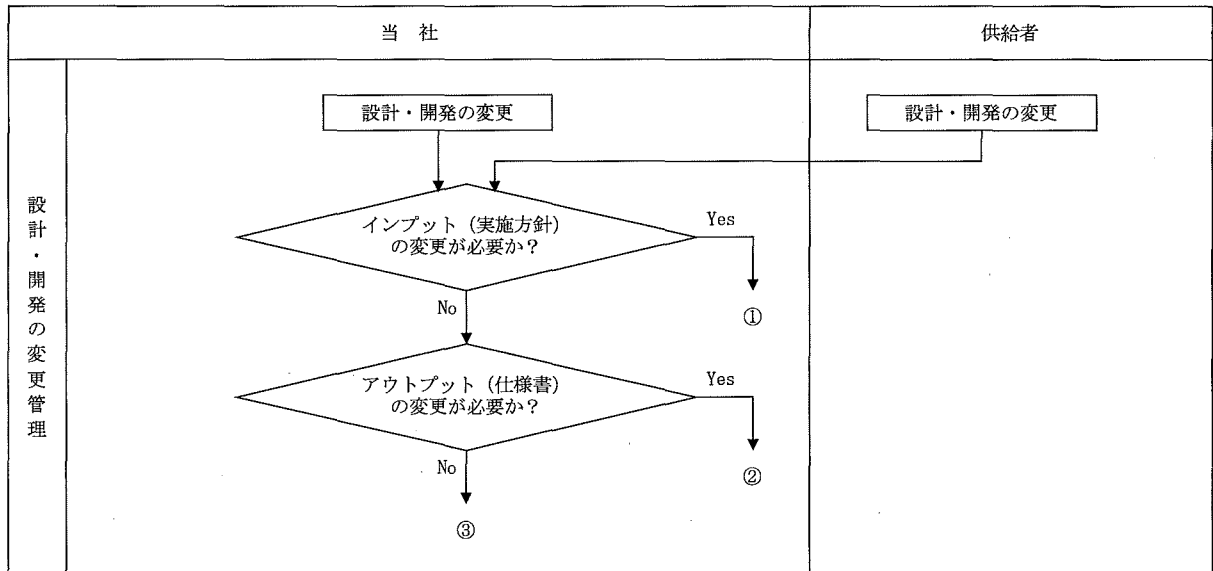 当 社
供給者
設計・開発の変更管理
設計・開発の変更
設計・開発の変更
インプット（実施方針）
の変更が必要か？
Yes
①
No
アウトプット（仕様書）
の変更が必要か？
Yes
②
No
③